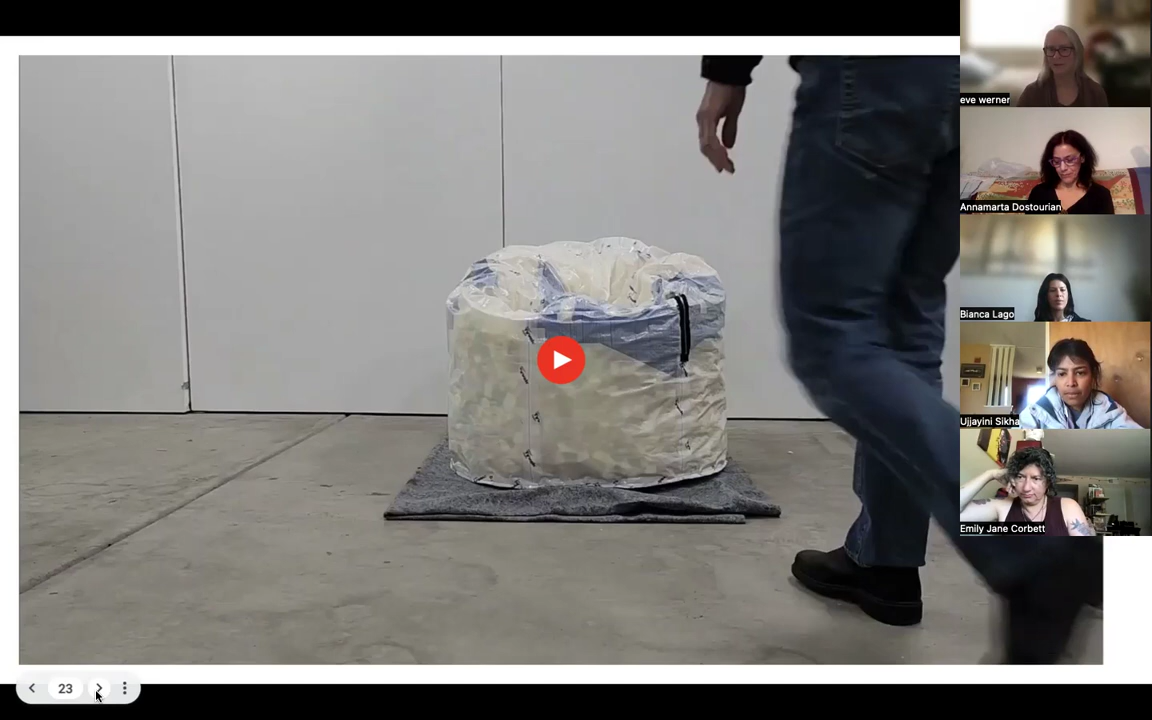 eve werner
Annamarta Dostourian
Bianca Lago
Ujjayini Sikha
Emily Jane Corbett
23